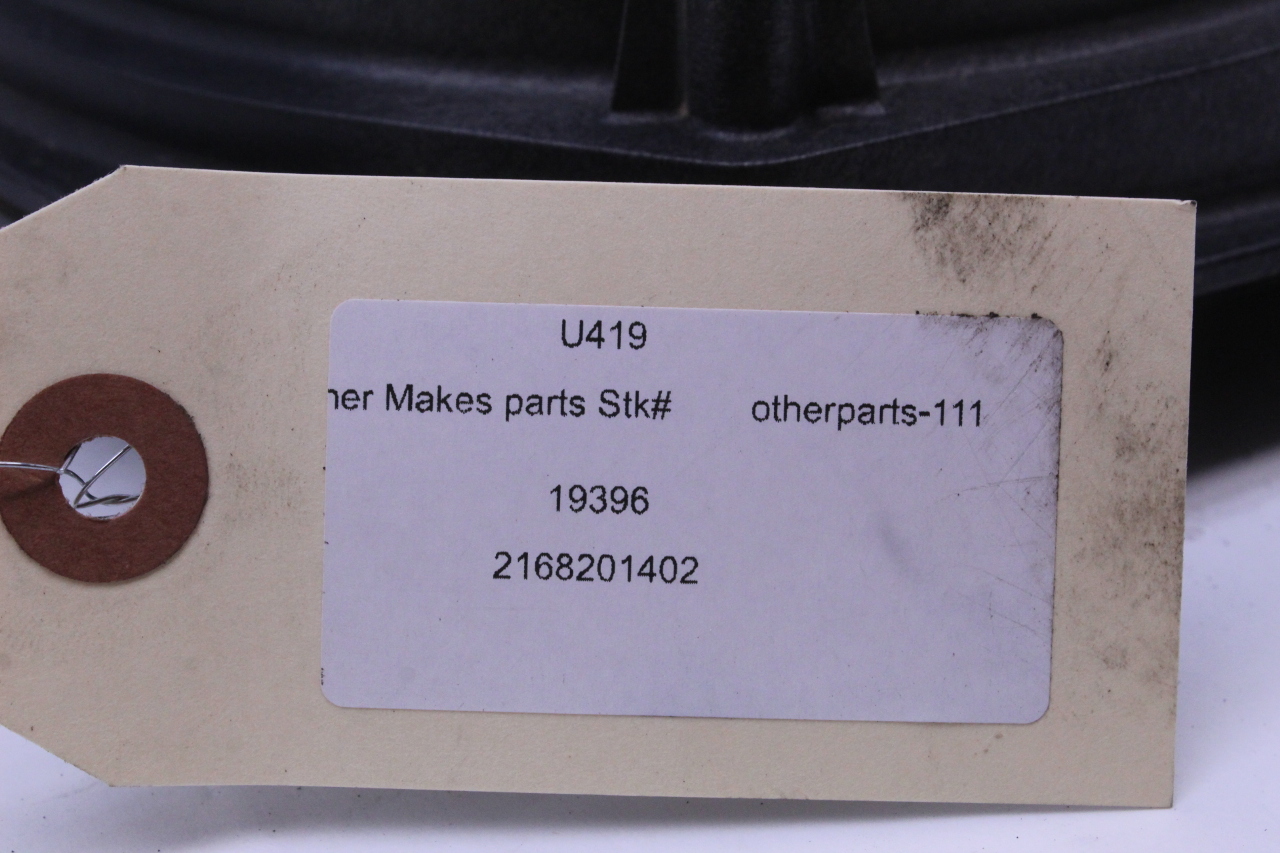 U419
her Makes parts Stk# otherparts-111
19396
2168201402